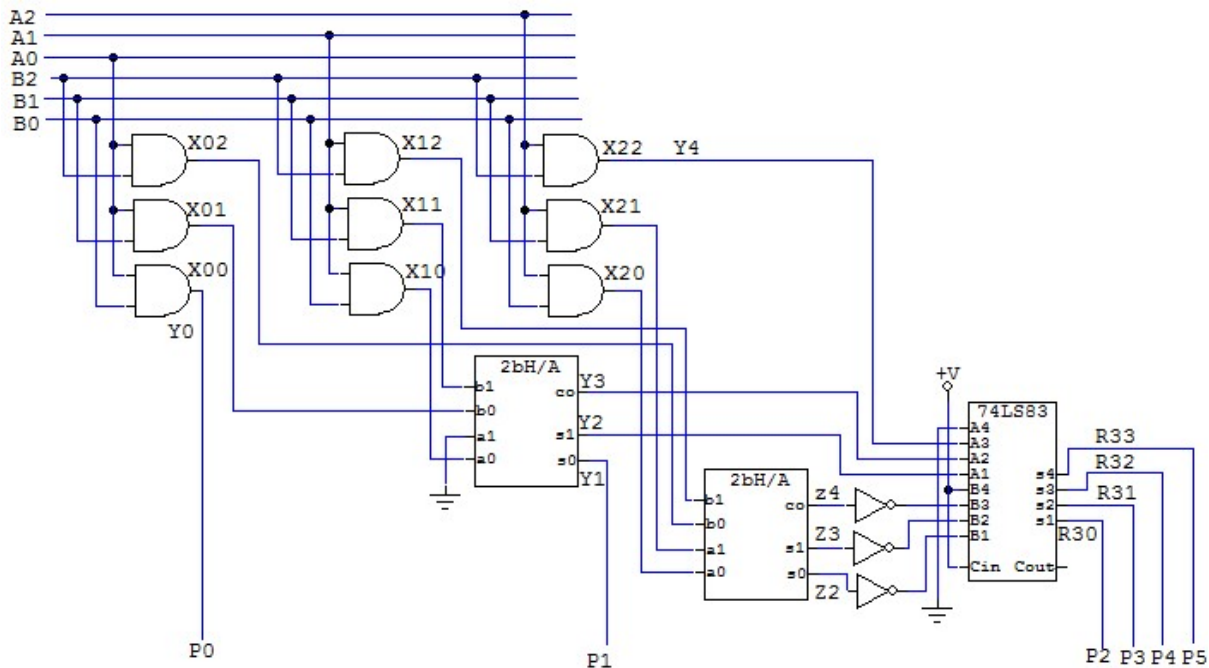 A2
A1
A0
B2
B1
B0
X02
X12
X22 Y4
X01
X11
X21
X00
X10
X20
Y0
2bH/A
b1
b0
a1
a0
co
s1
s0
Y3
Y2
Y1
2bH/A
b1
b0
a1
a0
co
s1
s0
z4
Z3
Z2
+V
74LS83
A4
A3
A2
A1
B4
B3
B2
B1
Cin Cout
s4
s3
s2
s1
R33
R32
R31
R30
P0
P1
P2 P3 P4 P5